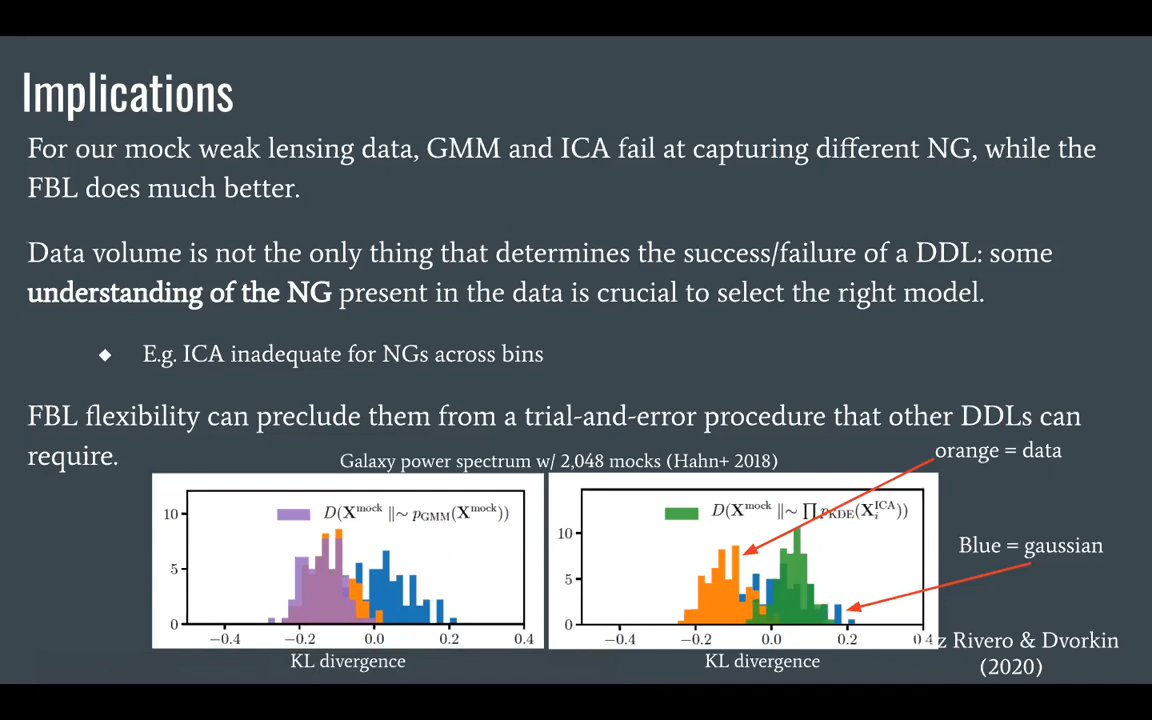 Implications
For our mock weak lensing data, GMM and ICA fail at capturing different NG, while the
FBL does much better.
Data volume is not the only thing that determines the success/failure of a DDL: some
understanding of the NG present in the data is crucial to select the right model.
◆ E.g. ICA inadequate for NGs across bins
FBL flexibility can preclude them from a trial-and-error procedure that other DDLs can
require.
Galaxy power spectrum w/ 2,048 mocks (Hahn+ 2018)
orange = data
Blue = gaussian
D(X^mock ‖∼ p_GMM(X^mock))
10
5
0
−0.4 −0.2 0.0 0.2 0.4
KL divergence
D(X^mock ‖∼ ∏ p_KDE(X_i^ICA))
10
5
0
−0.4 −0.2 0.0 0.2 0.4
KL divergence
z Rivero & Dvorkin
(2020)